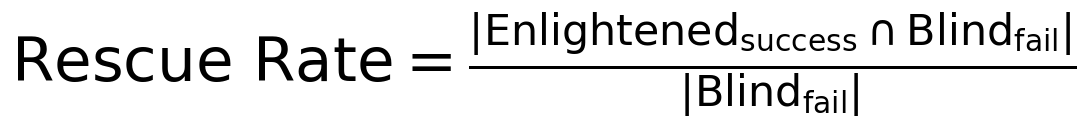 Rescue Rate = |Enlightened_success ∩ Blind_fail| / |Blind_fail|